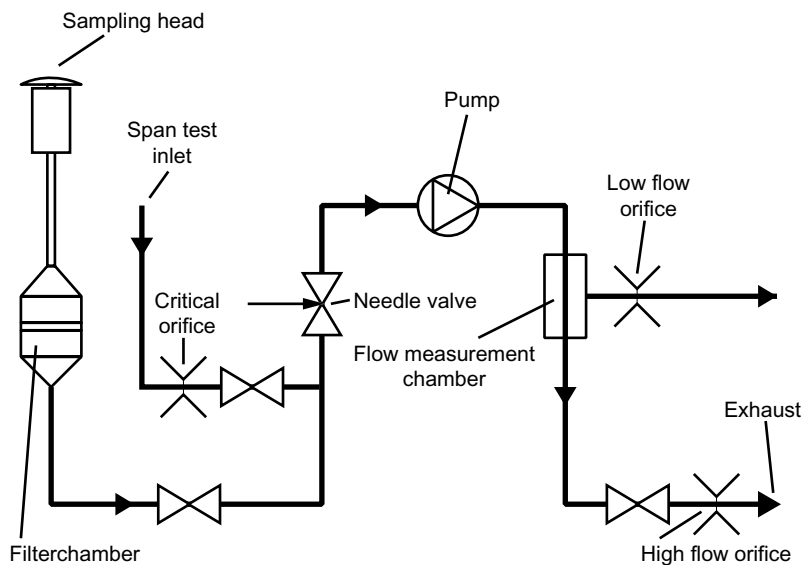 Sampling head
Pump
Span test
inlet
Low flow
orifice
Critical
orifice
Needle valve
Flow measurement
chamber
Exhaust
Filterchamber
High flow orifice